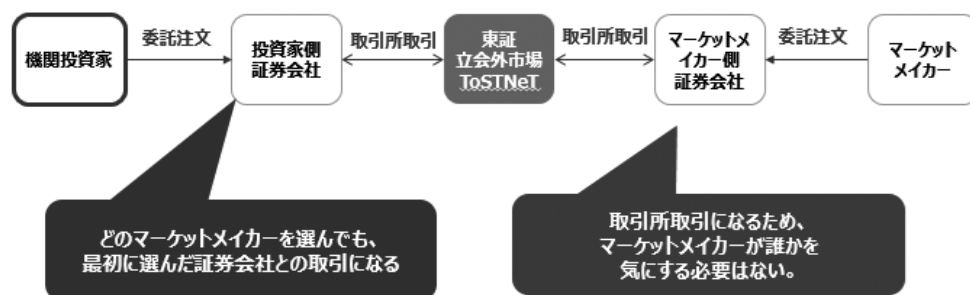 機関投資家
委託注文
投資家側
証券会社
取引所取引
東証
立会外市場
ToSTNeT
取引所取引
マーケットメ
イカー側
証券会社
委託注文
マーケット
メイカー
どのマーケットメイカーを選んでも、
最初に選んだ証券会社との取引になる
取引所取引になるため、
マーケットメイカーが誰かを
気にする必要はない。